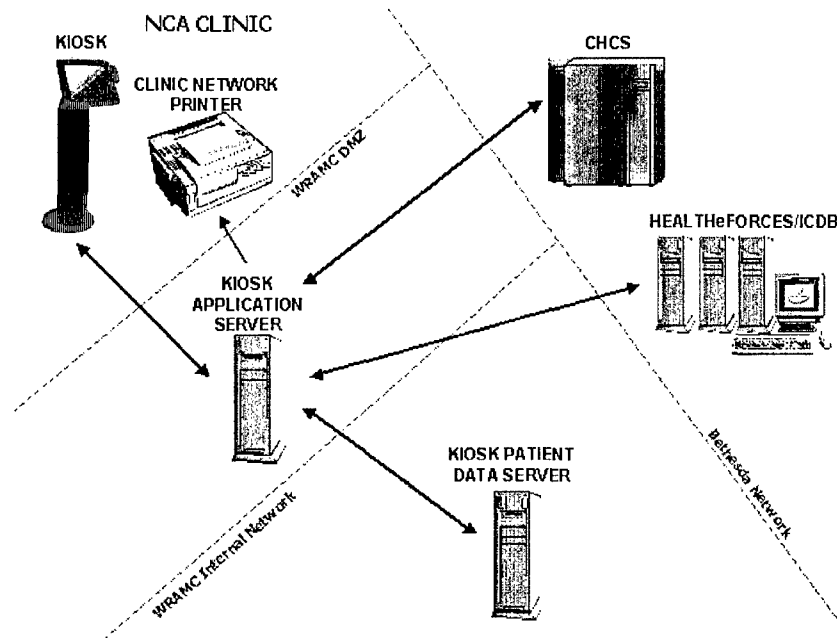 NCA CLINIC
KIOSK
CLINIC NETWORK
PRINTER
CHCS
WRAMC DMZ
HEALTHeFORCES/ICDB
KIOSK
APPLICATION
SERVER
KIOSK PATIENT
DATA SERVER
WRAMC Internal Network
Bethesda Network